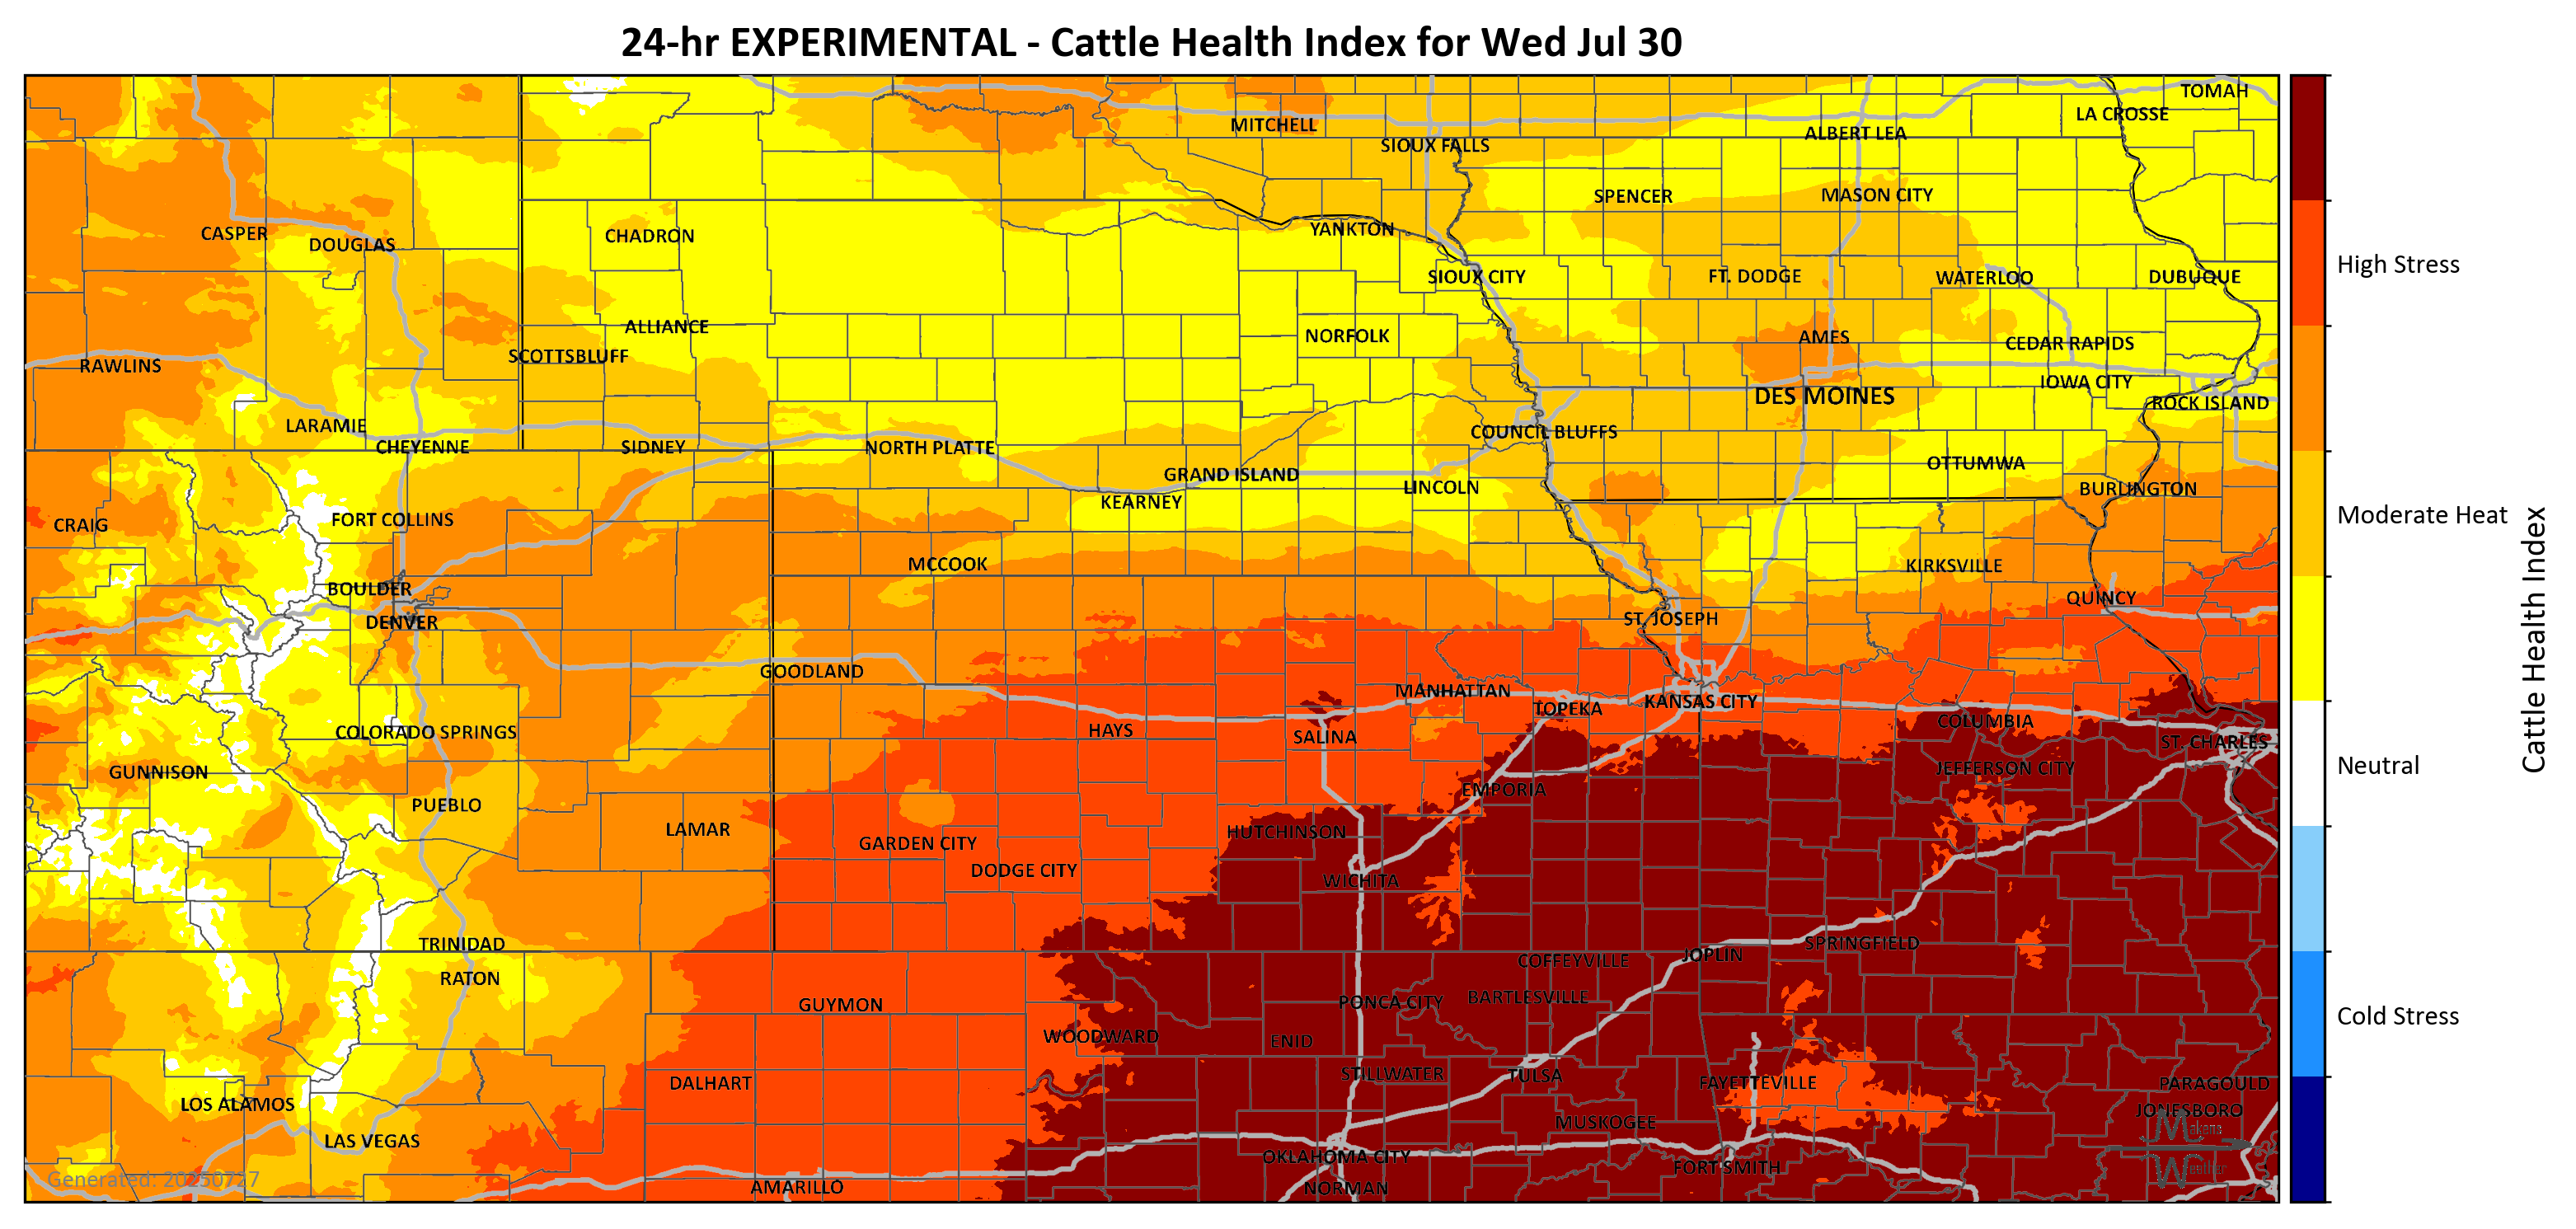 24-hr EXPERIMENTAL - Cattle Health Index for Wed Jul 30
TOMAH
LA CROSSE
MITCHELL
ALBERT LEA
SIOUX FALLS
SPENCER
MASON CITY
CASPER
DOUGLAS
CHADRON
YANKTON
SIOUX CITY
FT. DODGE
WATERLOO
DUBUQUE
High Stress
ALLIANCE
NORFOLK
AMES
CEDAR RAPIDS
SCOTTSBLUFF
RAWLINS
IOWA CITY
DES MOINES
ROCK ISLAND
LARAMIE
COUNCIL BLUFFS
CHEYENNE
SIDNEY
NORTH PLATTE
OTTUMWA
GRAND ISLAND
LINCOLN
BURLINGTON
KEARNEY
Moderate Heat
CRAIG
FORT COLLINS
MCCOOK
KIRKSVILLE
BOULDER
QUINCY
DENVER
ST. JOSEPH
Cattle Health Index
GOODLAND
MANHATTAN
KANSAS CITY
TOPEKA
COLUMBIA
COLORADO SPRINGS
HAYS
SALINA
ST. CHARLES
GUNNISON
JEFFERSON CITY
Neutral
EMPORIA
PUEBLO
LAMAR
HUTCHINSON
GARDEN CITY
DODGE CITY
WICHITA
TRINIDAD
SPRINGFIELD
JOPLIN
COFFEYVILLE
RATON
BARTLESVILLE
PONCA CITY
GUYMON
Cold Stress
WOODWARD
ENID
STILLWATER
TULSA
DALHART
FAYETTEVILLE
PARAGOULD
LOS ALAMOS
JONESBORO
MUSKOGEE
Makens
Weather
LAS VEGAS
OKLAHOMA CITY
FORT SMITH
Generated: 20250727
AMARILLO
NORMAN